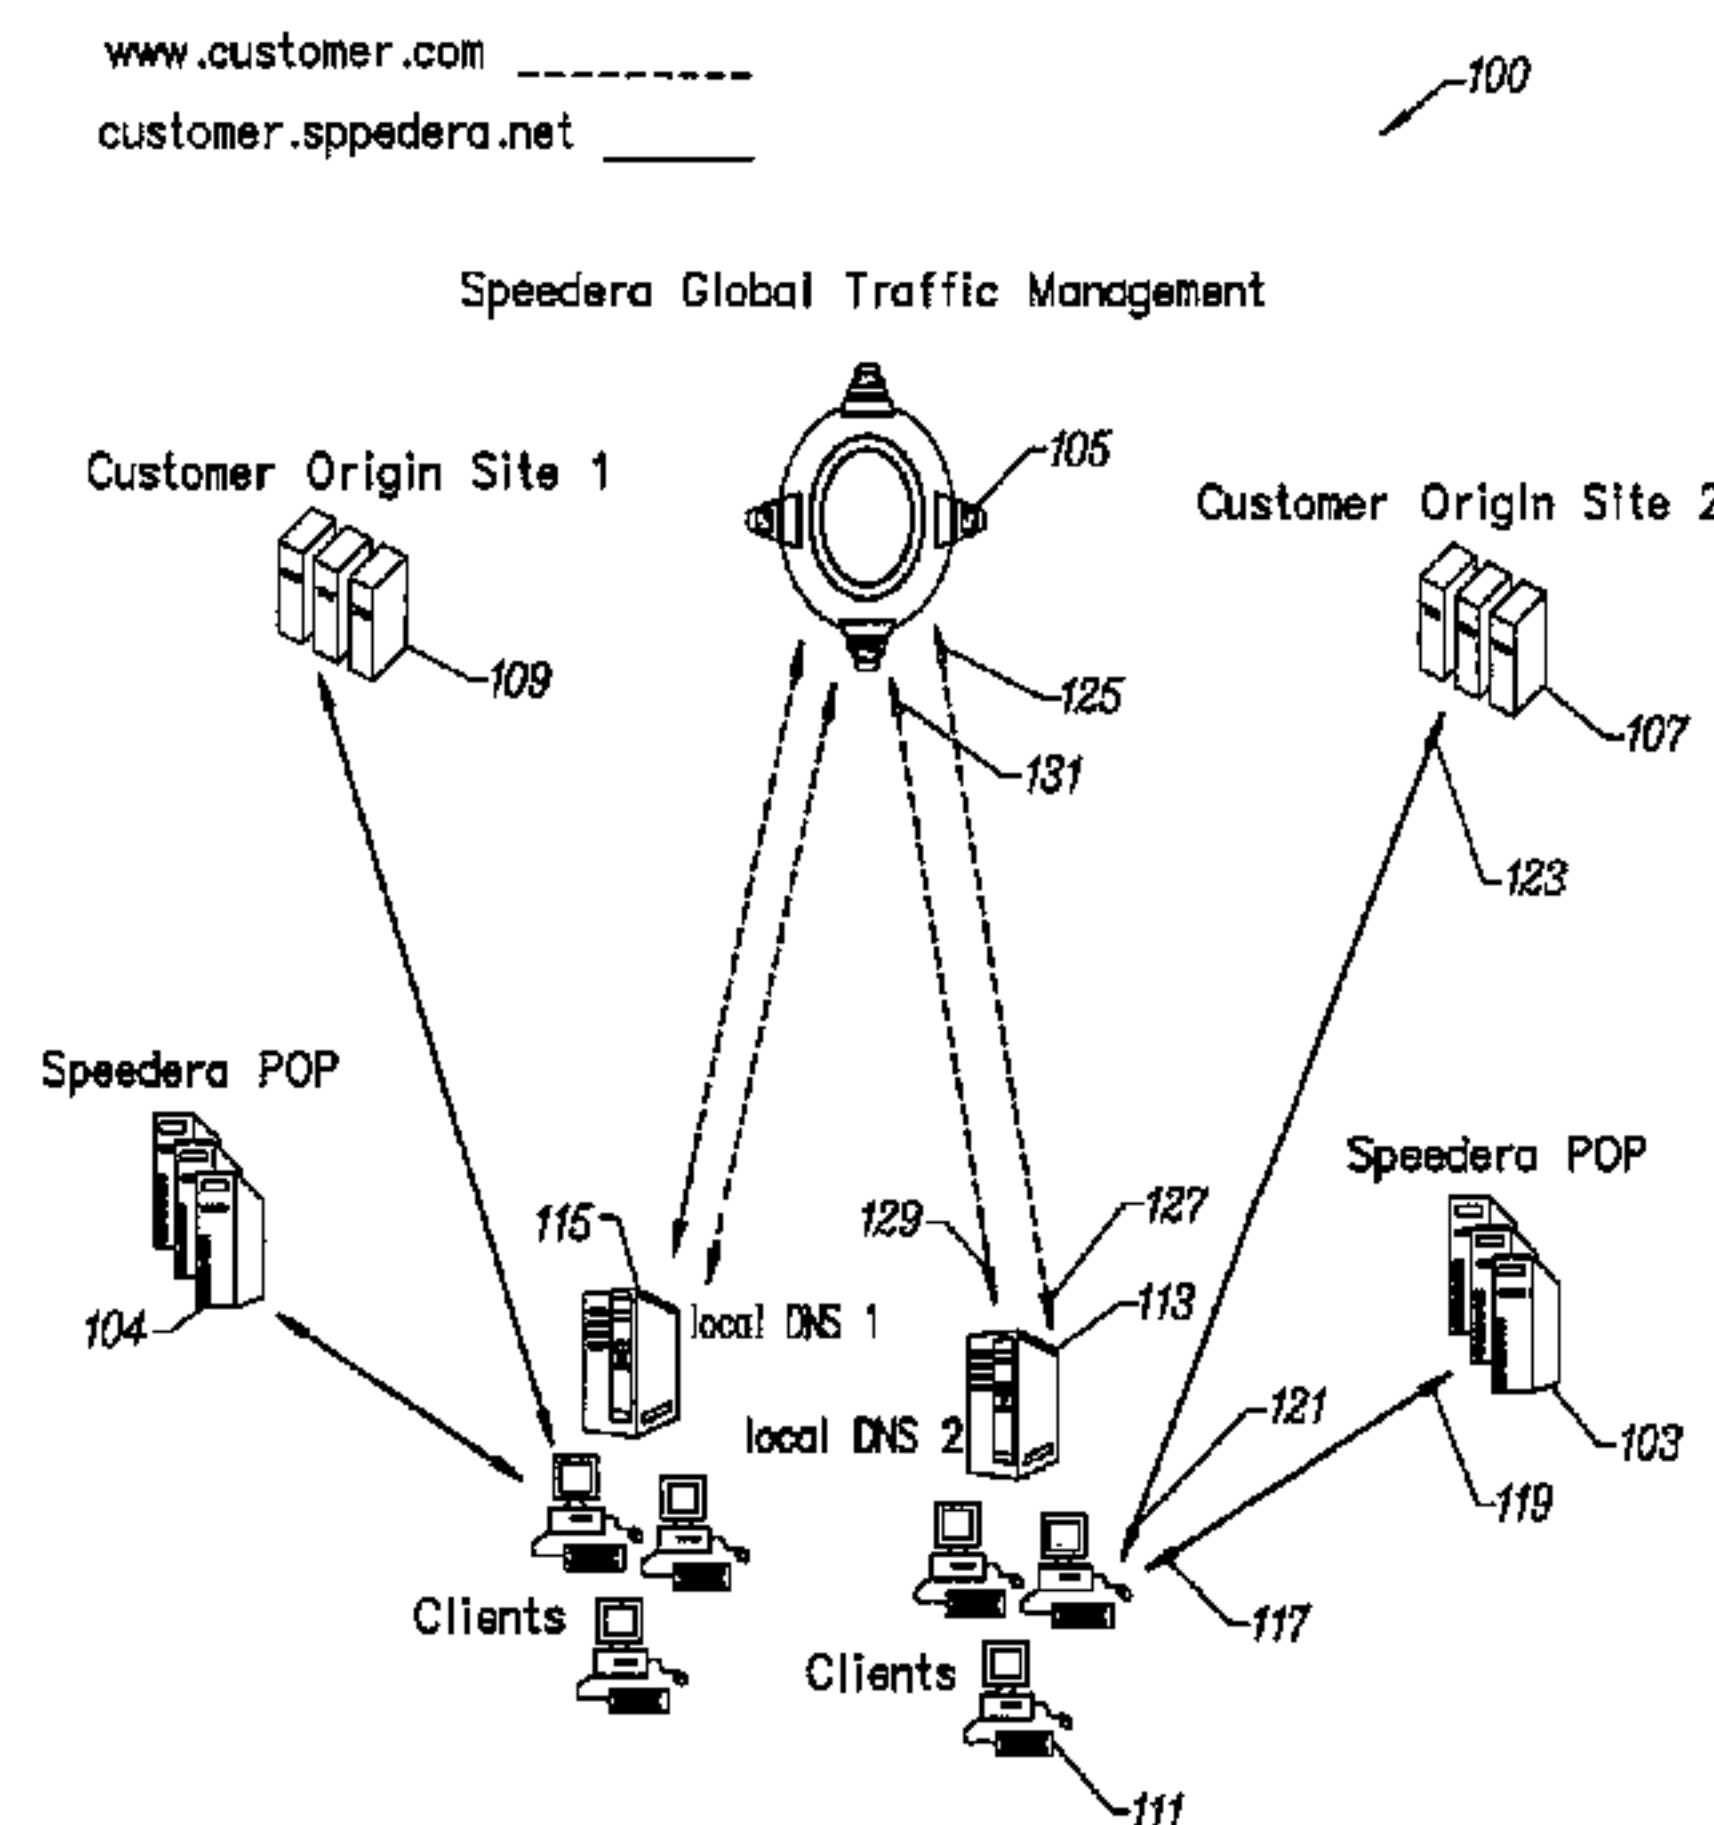 www.customer.com
100
customer.sppedera.net
Speedera Global Traffic Management
105
Customer Origin Site 1
Customer Origin Site 2
109
125
107
131
123
Speedera POP
Speedera POP
115
129
127
104
local DNS 1
113
local DNS 2
121
103
119
Clients
117
Clients
111